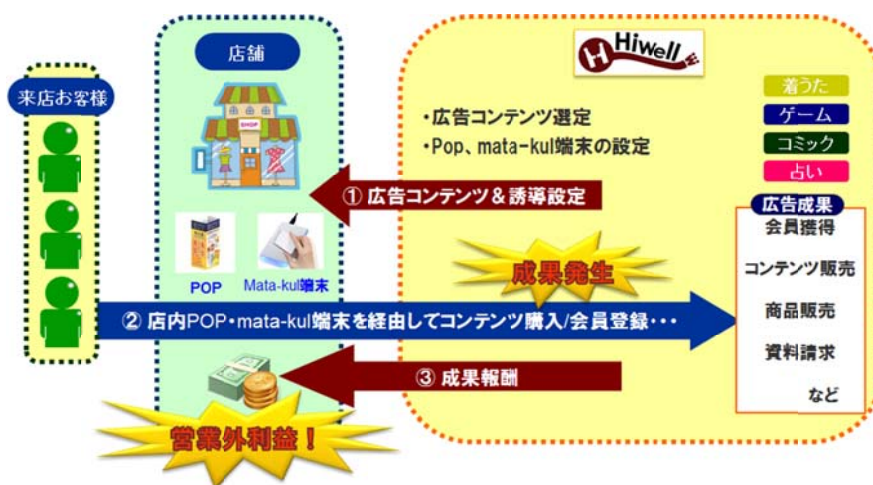 来店お客様
店舗
SHOP
Hiwell
・広告コンテンツ選定
・Pop、mata-kul端末の設定
着うた
ゲーム
コミック
占い
① 広告コンテンツ＆誘導設定
POP
Mata-kul端末
成果発生
広告成果
会員獲得
コンテンツ販売
商品販売
資料請求
など
② 店内POP・mata-kul端末を経由してコンテンツ購入/会員登録・・・
③ 成果報酬
営業外利益！